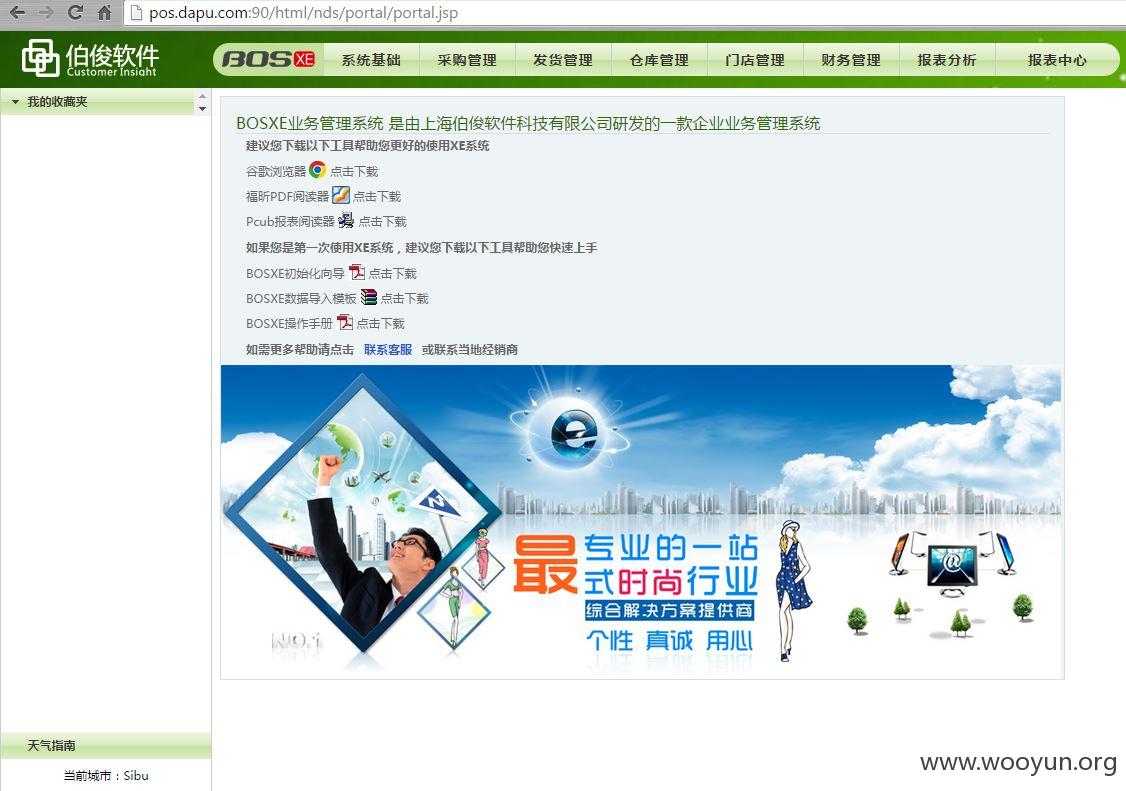 pos.dapu.com:90/html/nds/portal/portal.jsp
伯俊软件
Customer Insight
BOS XE 系统基础 采购管理 发货管理 仓库管理 门店管理 财务管理 报表分析 报表中心
我的收藏夹
BOSXE业务管理系统 是由上海伯俊软件科技有限公司研发的一款企业业务管理系统
建议您下载以下工具帮助您更好的使用XE系统
谷歌浏览器 点击下载
福昕PDF阅读器 点击下载
Pcub报表阅读器 点击下载
如果您是第一次使用XE系统，建议您下载以下工具帮助您快速上手
BOSXE初始化向导 点击下载
BOSXE数据导入模板 点击下载
BOSXE操作手册 点击下载
如需更多帮助请点击 联系客服 或联系当地经销商
e
N
@
最专业的一站
式时尚行业
综合解决方案提供商
个性 真诚 用心
NO.1
天气指南
当前城市：Sibu
www.wooyun.org